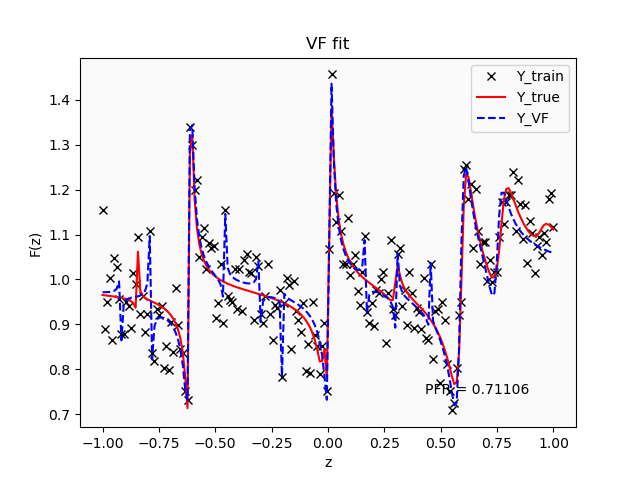 VF fit
Y_train
Y_true
Y_VF
1.4
1.3
1.2
1.1
1.0
0.9
0.8
0.7
F(z)
PFR = 0.71106
−1.00 −0.75 −0.50 −0.25 0.00 0.25 0.50 0.75 1.00
z